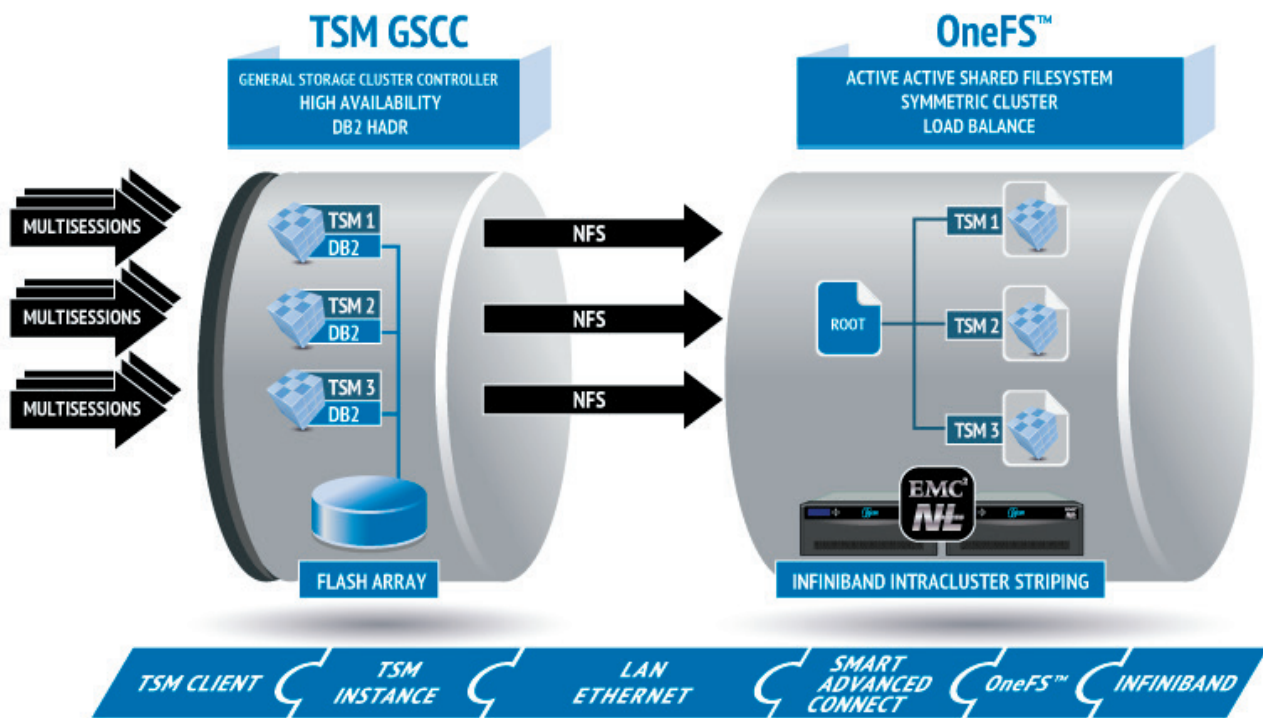 TSM GSCC
GENERAL STORAGE CLUSTER CONTROLLER
HIGH AVAILABILITY
DB2 HADR
OneFS™
ACTIVE ACTIVE SHARED FILESYSTEM
SYMMETRIC CLUSTER
LOAD BALANCE
MULTISESSIONS
MULTISESSIONS
MULTISESSIONS
TSM 1
DB2
TSM 2
DB2
TSM 3
DB2
FLASH ARRAY
NFS
NFS
NFS
ROOT
TSM 1
TSM 2
TSM 3
EMC²
NL
INFINIBAND INTRACLUSTER STRIPING
TSM CLIENT
TSM
INSTANCE
LAN
ETHERNET
SMART
ADVANCED
CONNECT
OneFS™
INFINIBAND